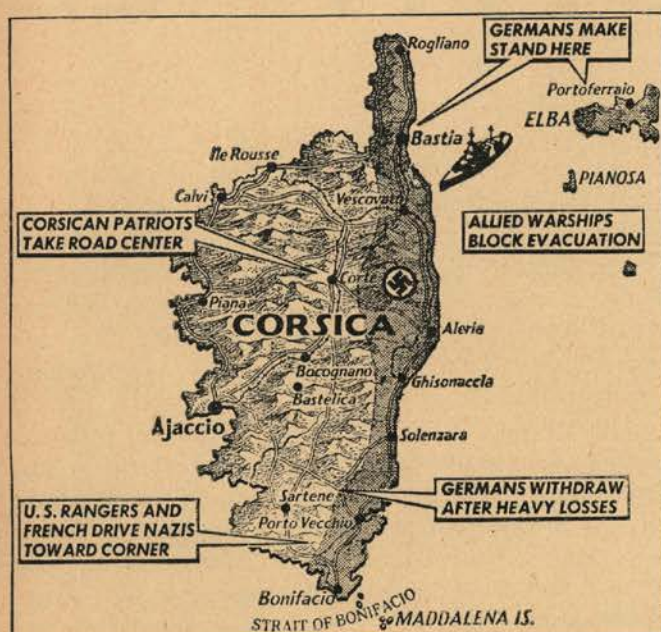 GERMANS MAKE
STAND HERE
Rogliano
Portoferraio
ELBA
Bastia
PIANOSA
Ile Rousse
Calvi
Vescovato
CORSICAN PATRIOTS
TAKE ROAD CENTER
ALLIED WARSHIPS
BLOCK EVACUATION
Corte
Piana
CORSICA
Aleria
Bocognano
Ghisonaccia
Bastelica
Ajaccio
Solenzara
U. S. RANGERS AND
FRENCH DRIVE NAZIS
TOWARD CORNER
Sartene
Porto Vecchio
GERMANS WITHDRAW
AFTER HEAVY LOSSES
Bonifacio
STRAIT OF BONIFACIO
MADDALENA IS.